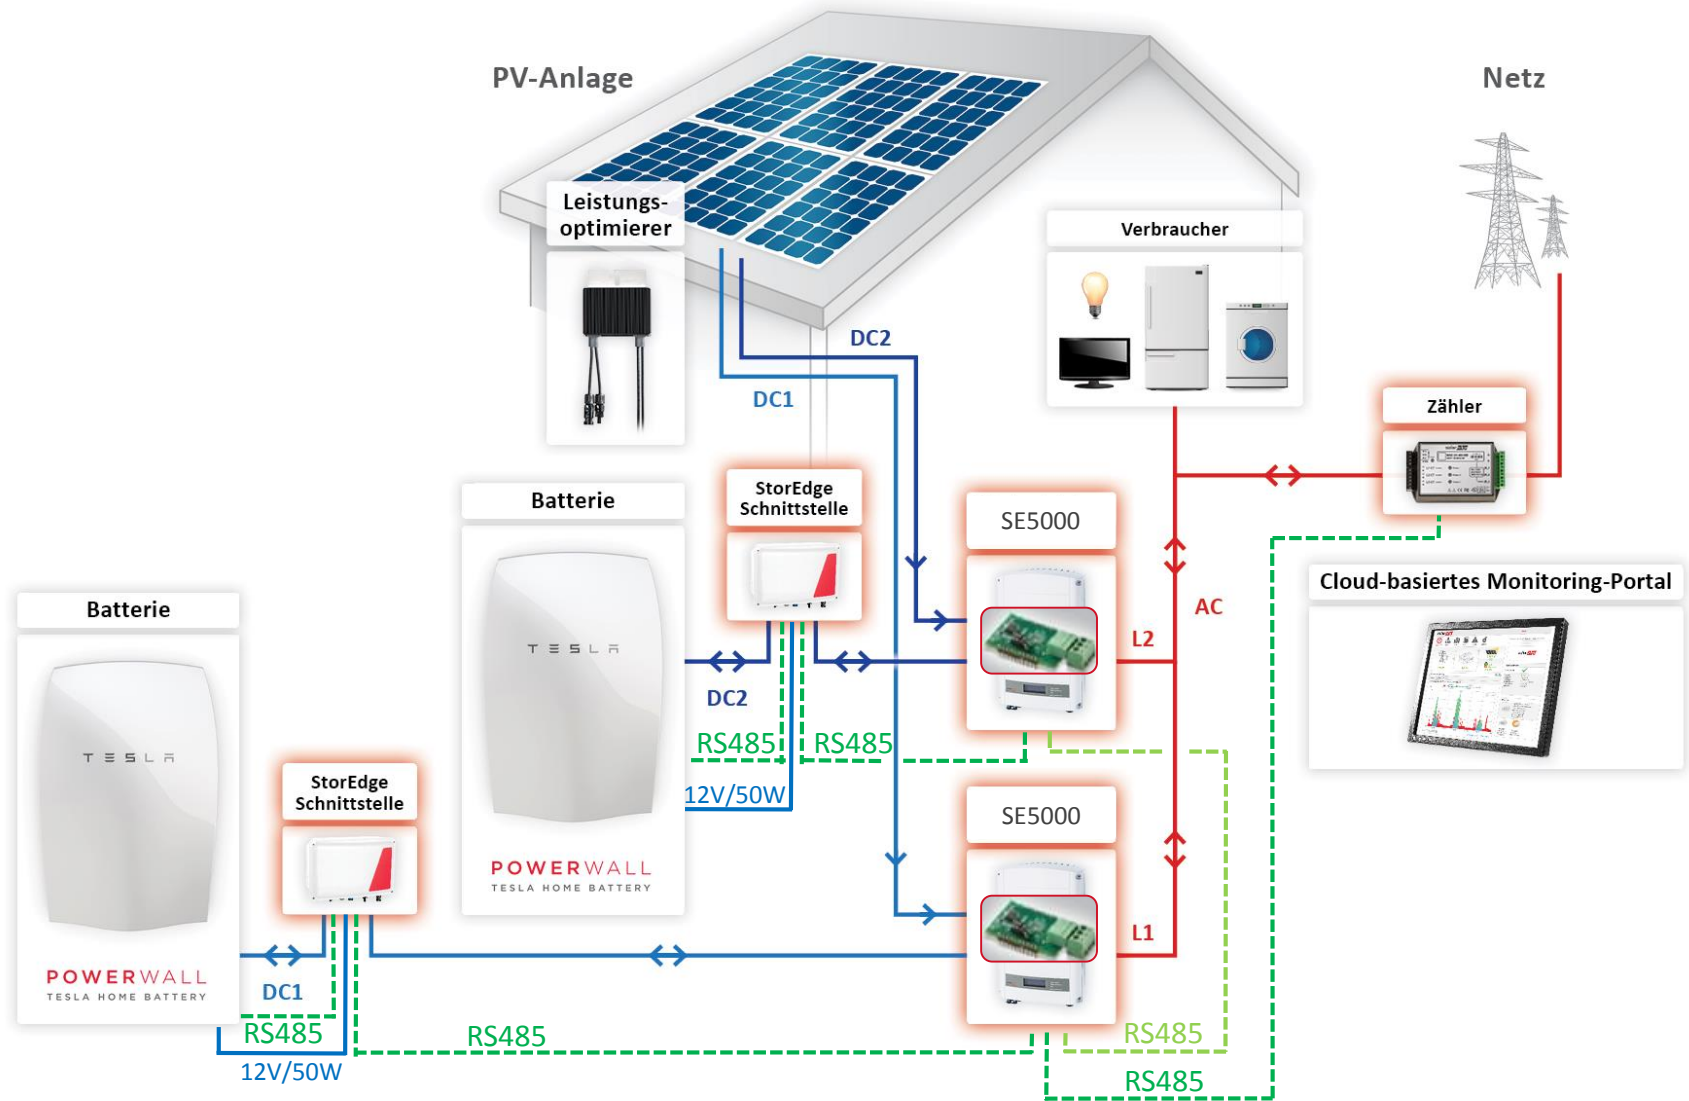 PV-Anlage
Netz
Leistungs-
optimierer
Verbraucher
DC2
DC1
Zähler
StorEdge
Schnittstelle
Batterie
SE5000
Cloud-basiertes Monitoring-Portal
AC
L2
Batterie
TESLA
DC2
RS485
RS485
TESLA
StorEdge
Schnittstelle
12V/50W
SE5000
POWERWALL
TESLA HOME BATTERY
L1
POWERWALL
TESLA HOME BATTERY
DC1
RS485
RS485
RS485
12V/50W
RS485